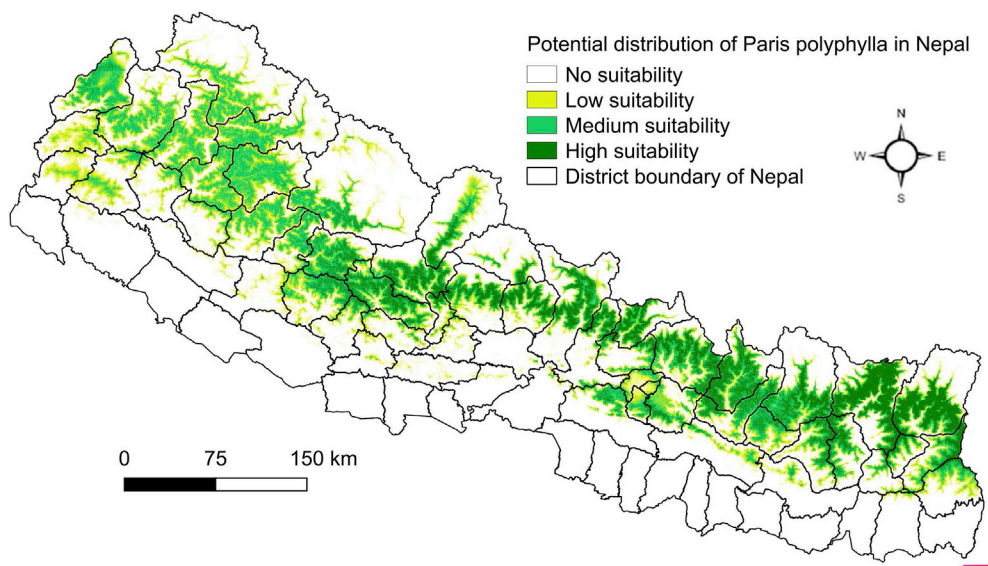 Potential distribution of Paris polyphylla in Nepal
No suitability
Low suitability
Medium suitability
High suitability
District boundary of Nepal
N
W E
S
0 75 150 km